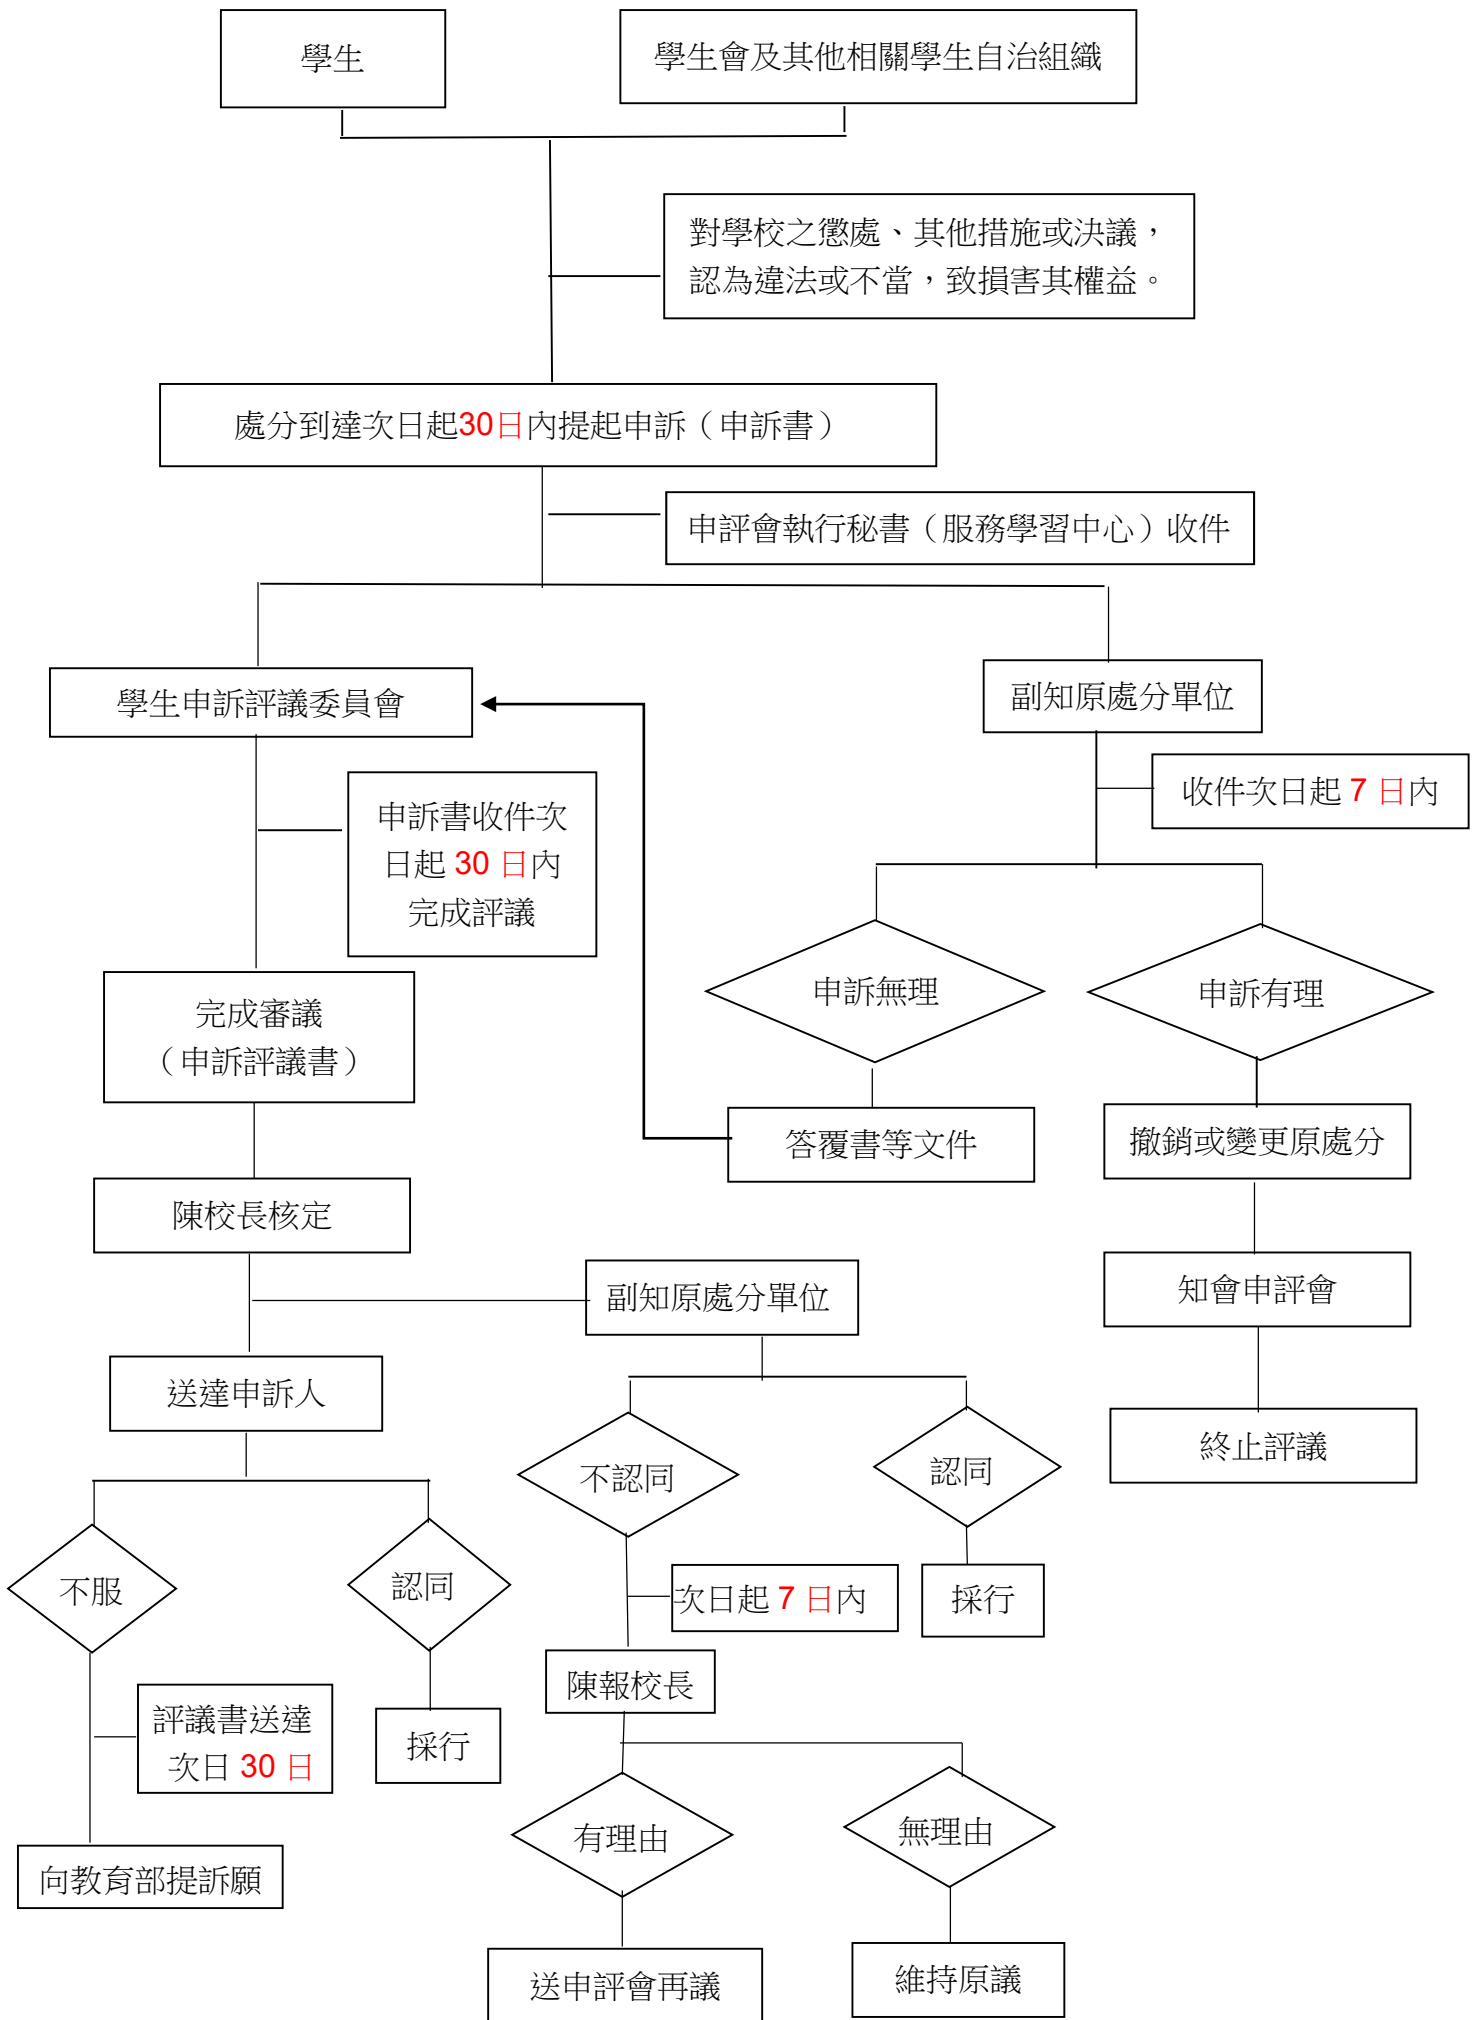 學生
學生會及其他相關學生自治組織
對學校之懲處、其他措施或決議，
認為違法或不當，致損害其權益。
處分到達次日起30日內提起申訴（申訴書）
申評會執行秘書（服務學習中心）收件
學生申訴評議委員會
副知原處分單位
收件次日起 7 日內
申訴書收件次
日起 30 日內
完成評議
申訴無理
申訴有理
完成審議
（申訴評議書）
答覆書等文件
撤銷或變更原處分
陳校長核定
知會申評會
副知原處分單位
送達申訴人
終止評議
不認同
認同
不服
認同
次日起 7 日內
採行
陳報校長
評議書送達
次日 30 日
採行
有理由
無理由
向教育部提訴願
送申評會再議
維持原議